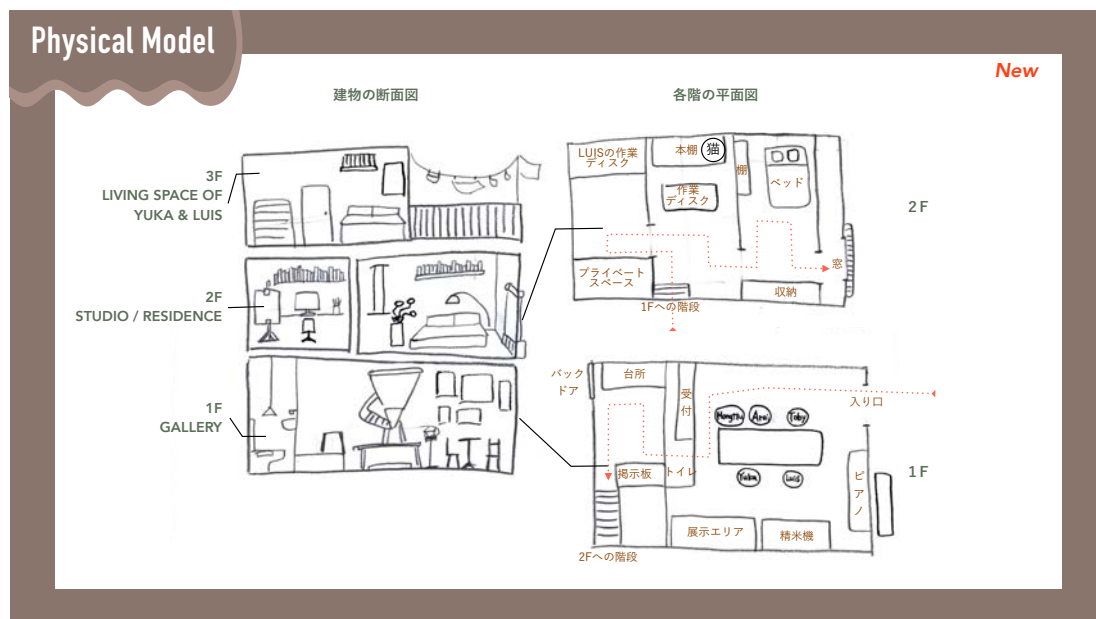 Physical Model
New
建物の断面図
各階の平面図
3F
LIVING SPACE OF
YUKA & LUIS
2F
STUDIO / RESIDENCE
1F
GALLERY
LUISの作業
ディスク
本棚
猫
棚
ベッド
作業
ディスク
2F
プライベート
スペース
窓
収納
1Fへの階段
バック
ドア
台所
受
付
入り口
Arai
Toby
Yuka
Luis
掲示板
トイレ
ピ
ア
ノ
1F
展示エリア
精米機
2Fへの階段